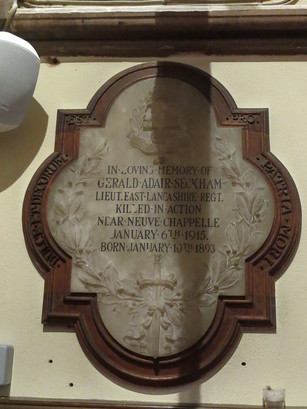 DULCE ET DECORUM EST PRO PATRIA MORI
IN LOVING MEMORY OF
GERALD ADAIR SECKHAM
LIEUT. EAST LANCASHIRE REGT.
KILLED IN ACTION
NEAR NEUVE CHAPPELLE
JANUARY 6TH 1915.
BORN JANUARY 10TH 1893